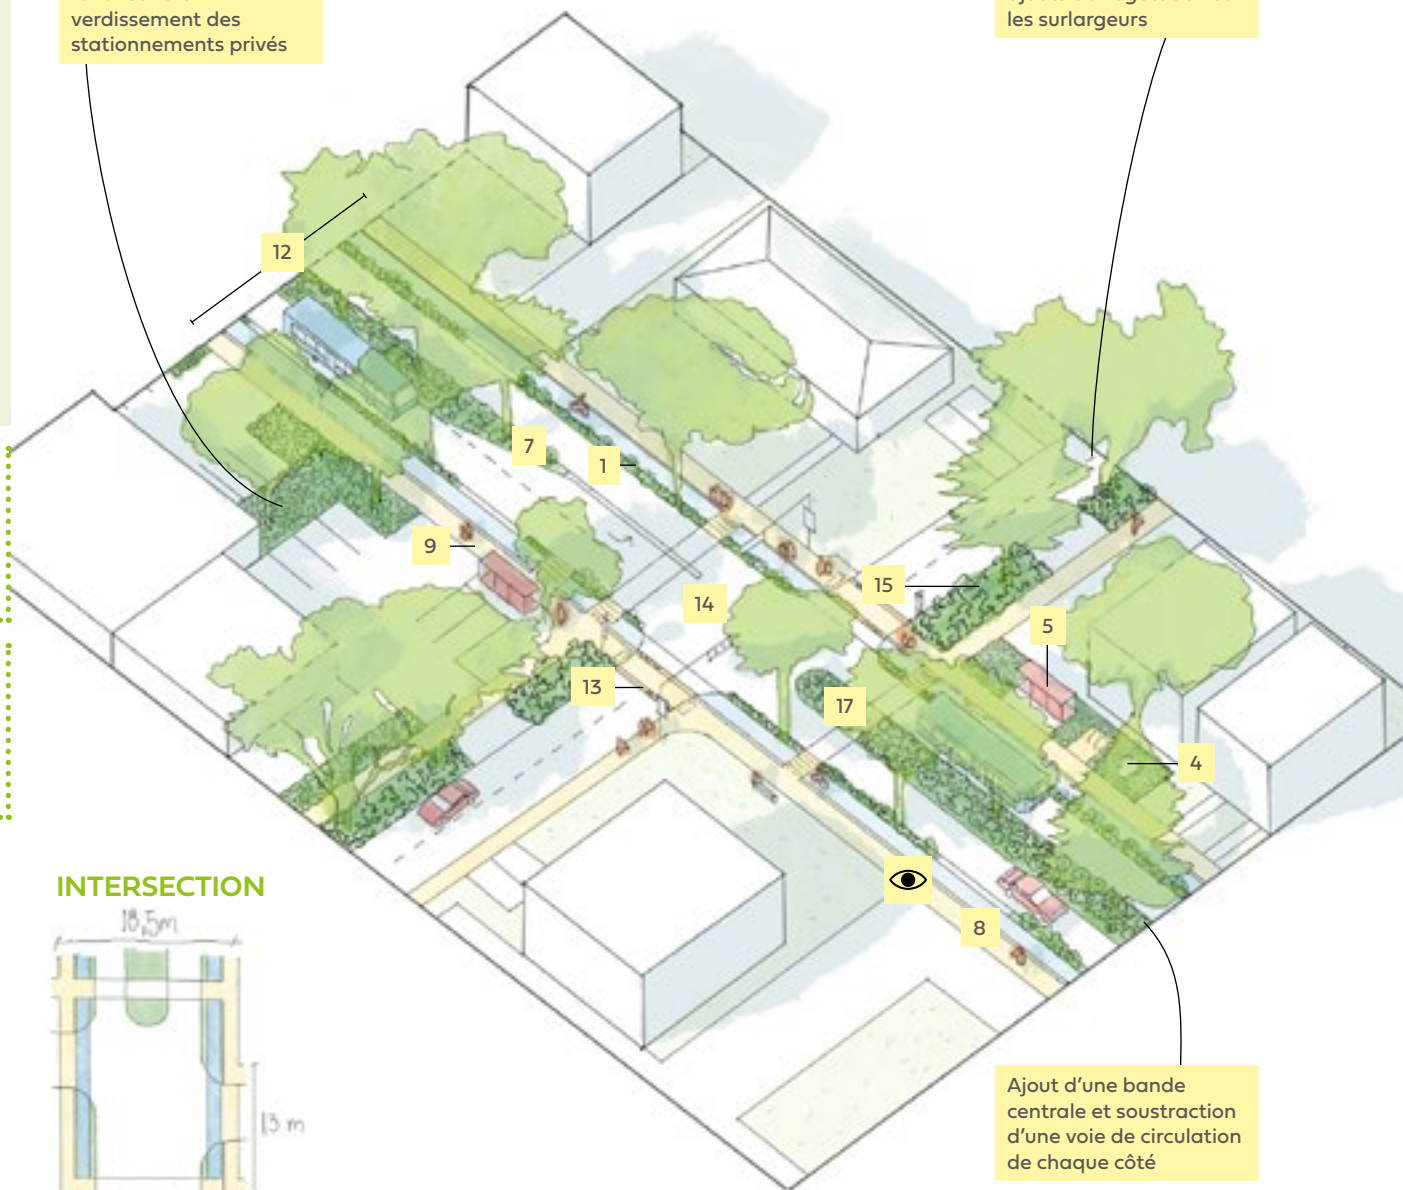 verdissement des
stationnements privés
les surlargeurs
12
7
1
9
14
15
5
13
17
4
8
INTERSECTION
18,5m
13 m
Ajout d'une bande
centrale et soustraction
d'une voie de circulation
de chaque côté